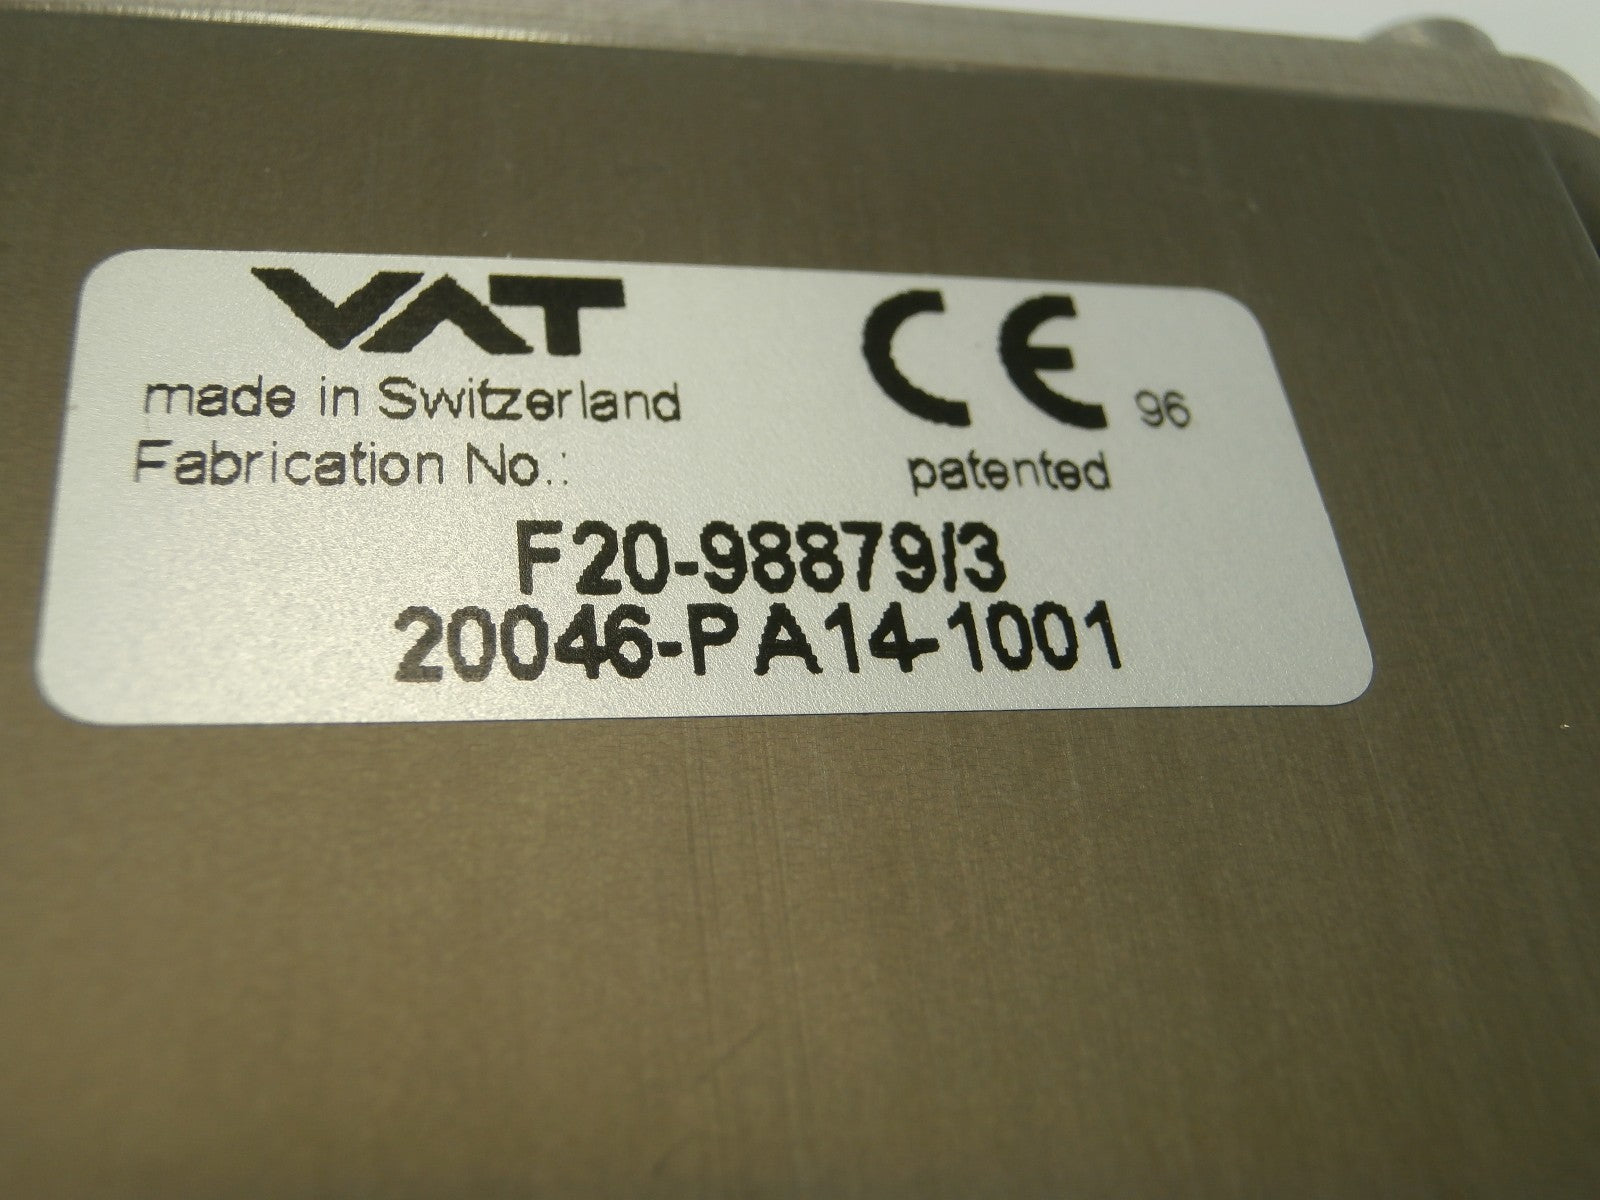 VAT CE 96
made in Switzerland
Fabrication No.: patented
F20-98879/3
20046-PA14-1001